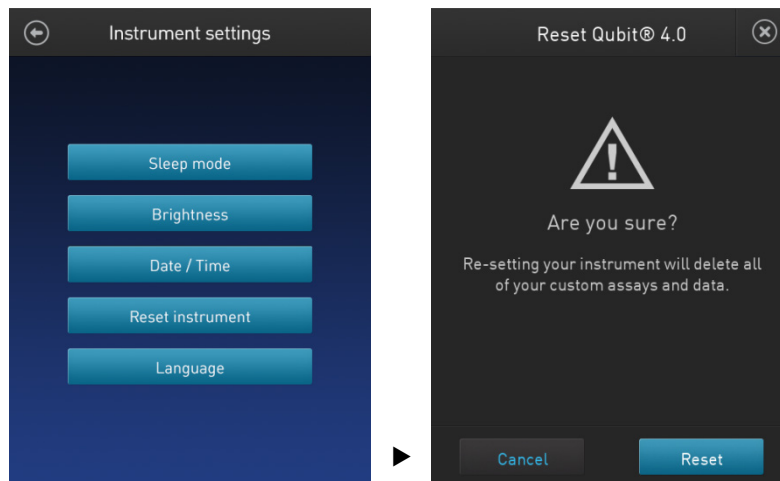 Instrument settings
Sleep mode
Brightness
Date / Time
Reset instrument
Language
Reset Qubit® 4.0
Are you sure?
Re-setting your instrument will delete all
of your custom assays and data.
Cancel
Reset